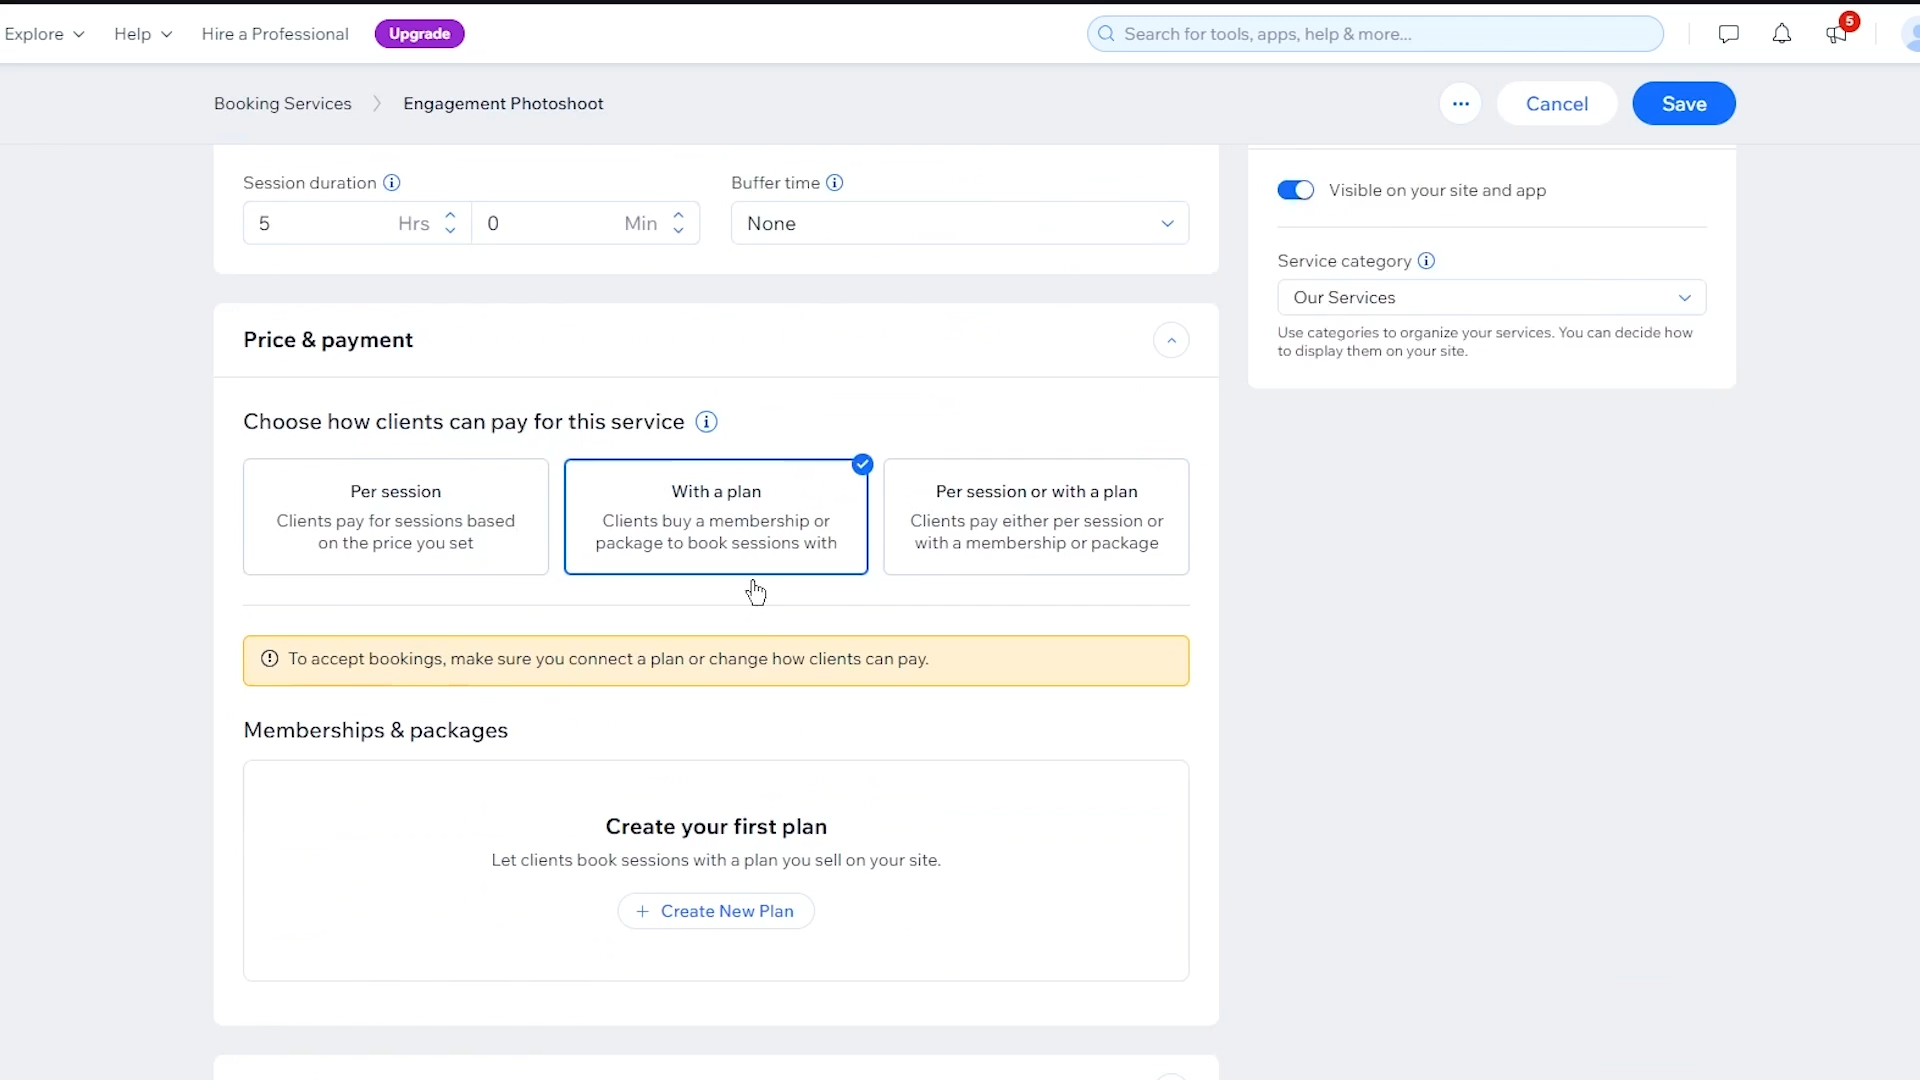 Explore Help Hire a Professional Upgrade Search for tools, apps, help & more... 5
Booking Services Engagement Photoshoot ... Cancel Save
Session duration Buffer time
5 Hrs 0 Min None
Visible on your site and app
Service category
Our Services
Use categories to organize your services. You can decide how
to display them on your site.
Price & payment
Choose how clients can pay for this service
Per session
Clients pay for sessions based
on the price you set
With a plan
Clients buy a membership or
package to book sessions with
Per session or with a plan
Clients pay either per session or
with a membership or package
To accept bookings, make sure you connect a plan or change how clients can pay.
Memberships & packages
Create your first plan
Let clients book sessions with a plan you sell on your site.
+ Create New Plan